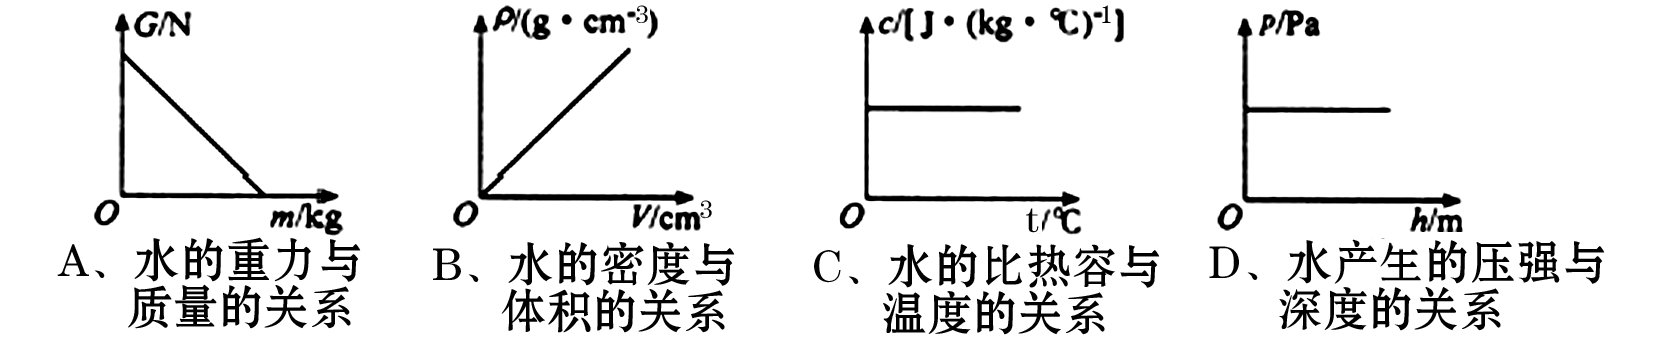 G/N
ρ/(g·cm⁻³)
c/[J·(kg·℃)⁻¹]
p/Pa
O
m/kg
O
V/cm³
O
t/℃
O
h/m
A、水的重力与
质量的关系
B、水的密度与
体积的关系
C、水的比热容与
温度的关系
D、水产生的压强与
深度的关系